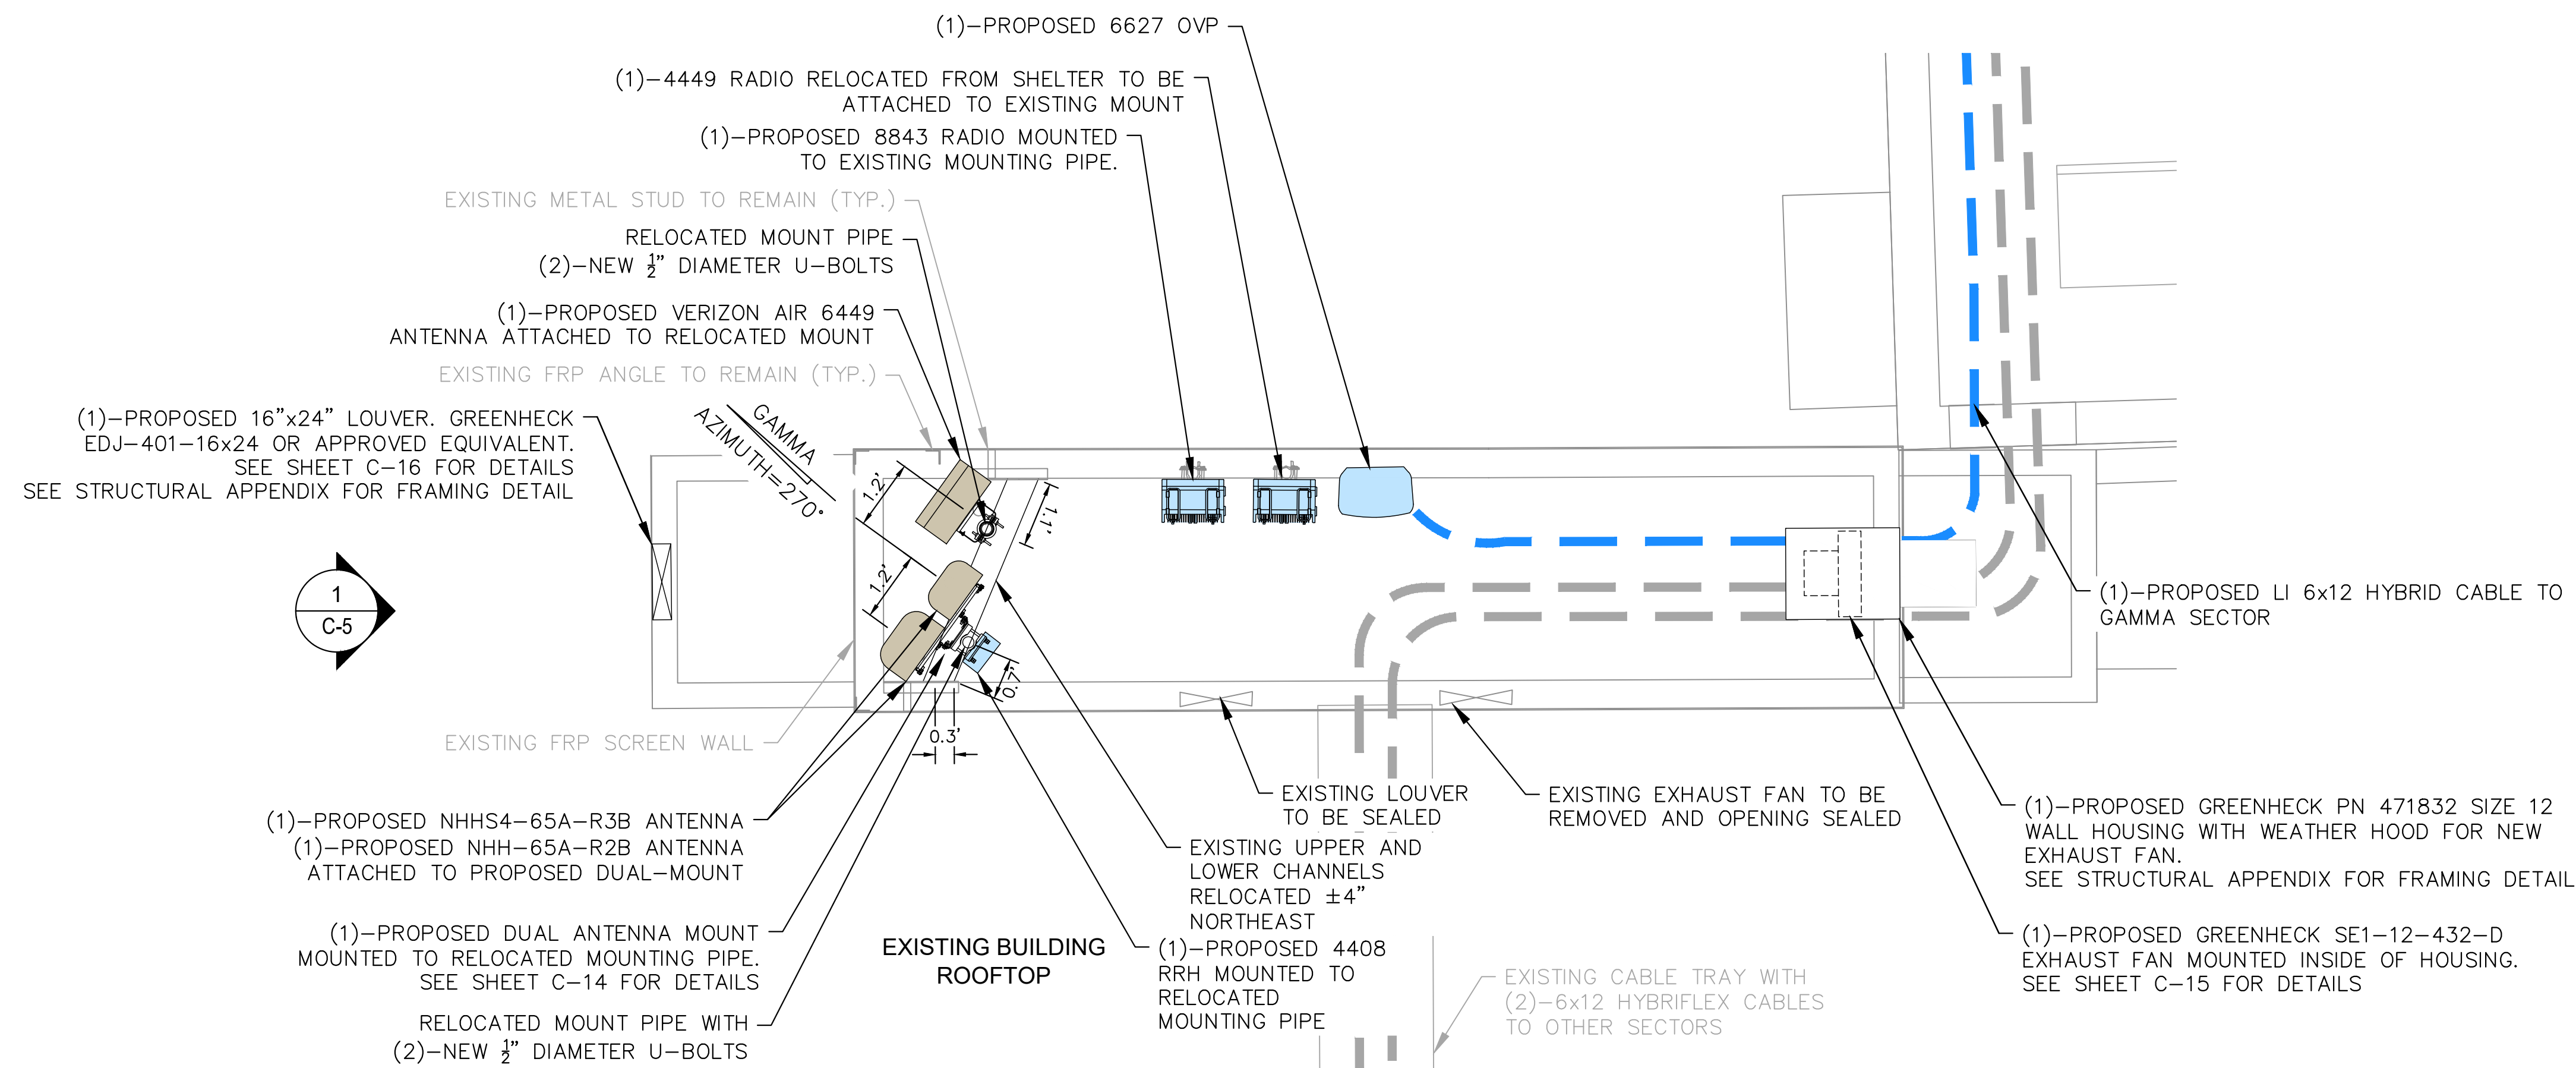 (1)-PROPOSED 6627 OVP
(1)-4449 RADIO RELOCATED FROM SHELTER TO BE
ATTACHED TO EXISTING MOUNT
(1)-PROPOSED 8843 RADIO MOUNTED
TO EXISTING MOUNTING PIPE.
EXISTING METAL STUD TO REMAIN (TYP.)
RELOCATED MOUNT PIPE
(2)-NEW ½" DIAMETER U-BOLTS
(1)-PROPOSED VERIZON AIR 6449
ANTENNA ATTACHED TO RELOCATED MOUNT
EXISTING FRP ANGLE TO REMAIN (TYP.)
(1)-PROPOSED 16"x24" LOUVER. GREENHECK
EDJ-401-16x24 OR APPROVED EQUIVALENT.
SEE SHEET C-16 FOR DETAILS
SEE STRUCTURAL APPENDIX FOR FRAMING DETAIL
GAMMA
AZIMUTH=270°
1.2'
1.1'
1.2'
0.7'
0.3'
1
C-5
(1)-PROPOSED LI 6x12 HYBRID CABLE TO
GAMMA SECTOR
EXISTING FRP SCREEN WALL
(1)-PROPOSED NHHS4-65A-R3B ANTENNA
(1)-PROPOSED NHH-65A-R2B ANTENNA
ATTACHED TO PROPOSED DUAL-MOUNT
(1)-PROPOSED DUAL ANTENNA MOUNT
MOUNTED TO RELOCATED MOUNTING PIPE.
SEE SHEET C-14 FOR DETAILS
RELOCATED MOUNT PIPE WITH
(2)-NEW ½" DIAMETER U-BOLTS
EXISTING BUILDING
ROOFTOP
EXISTING LOUVER
TO BE SEALED
EXISTING UPPER AND
LOWER CHANNELS
RELOCATED ±4"
NORTHEAST
(1)-PROPOSED 4408
RRH MOUNTED TO
RELOCATED
MOUNTING PIPE
EXISTING EXHAUST FAN TO BE
REMOVED AND OPENING SEALED
EXISTING CABLE TRAY WITH
(2)-6x12 HYBRIFLEX CABLES
TO OTHER SECTORS
(1)-PROPOSED GREENHECK PN 471832 SIZE 12
WALL HOUSING WITH WEATHER HOOD FOR NEW
EXHAUST FAN.
SEE STRUCTURAL APPENDIX FOR FRAMING DETAIL
(1)-PROPOSED GREENHECK SE1-12-432-D
EXHAUST FAN MOUNTED INSIDE OF HOUSING.
SEE SHEET C-15 FOR DETAILS